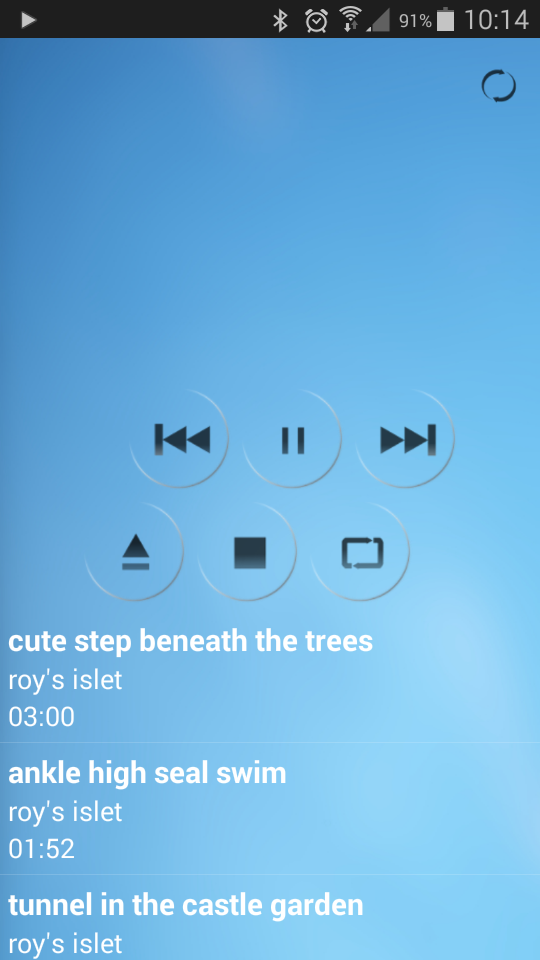 91% 10:14
cute step beneath the trees
roy's islet
03:00
ankle high seal swim
roy's islet
01:52
tunnel in the castle garden
roy's islet